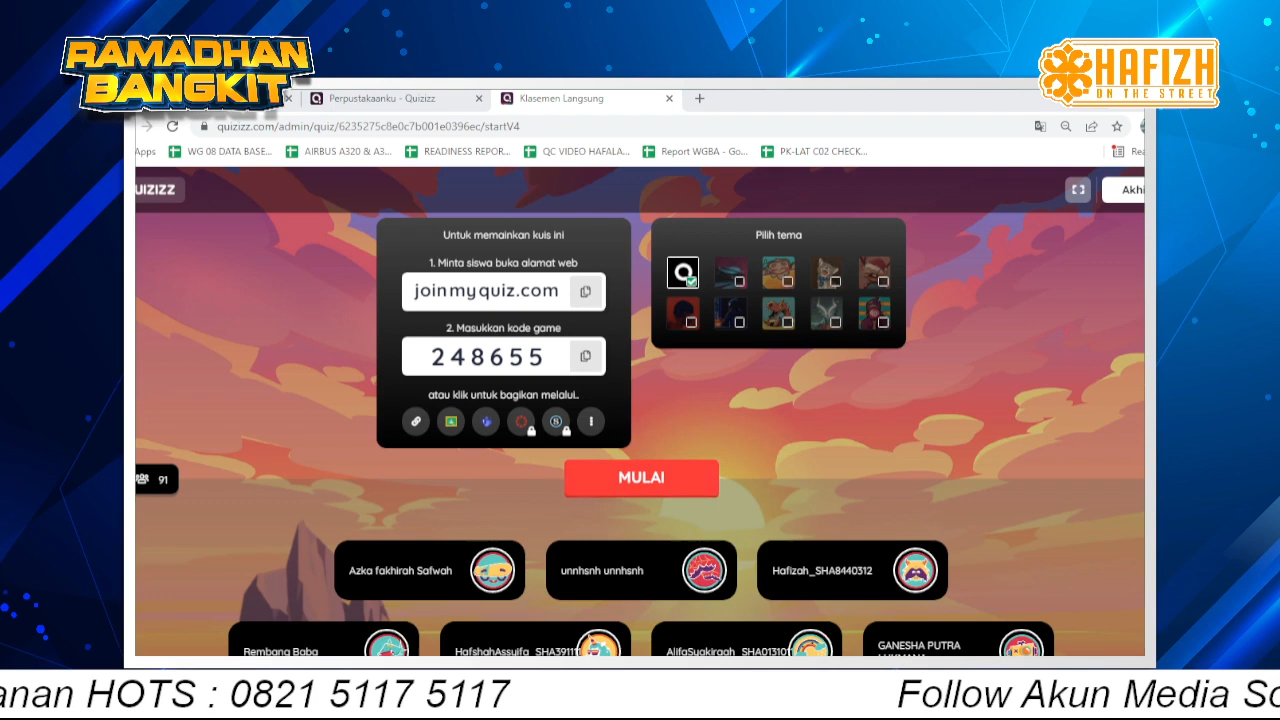 RAMADHAN
BANGKIT
HAFIZH
ON THE STREET
Perpustakaanku - Quizizz
Klasemen Langsung
quizizz.com/admin/quiz/6235275c8e0c7b001e0396ec/startV4
Apps
WG 08 DATA BASE...
AIRBUS A320 & A3...
READINESS REPOR...
QC VIDEO HAFALA...
Report WGBA - Go...
PK-LAT C02 CHECK...
Rea
UIZIZZ
Akhi
Untuk memainkan kuis ini
1. Minta siswa buka alamat web
joinmyquiz.com
2. Masukkan kode game
248655
atau klik untuk bagikan melalui..
Pilih tema
91
MULAI
Azka fakhirah Safwah
unnhsnh unnhsnh
Hafizah_SHA8440312
Rembang Baba
HafshahAssyifa_SHA39111
AlifaSyakirgah_SHA013101
GANESHA PUTRA
anan HOTS : 0821 5117 5117
Follow Akun Media So